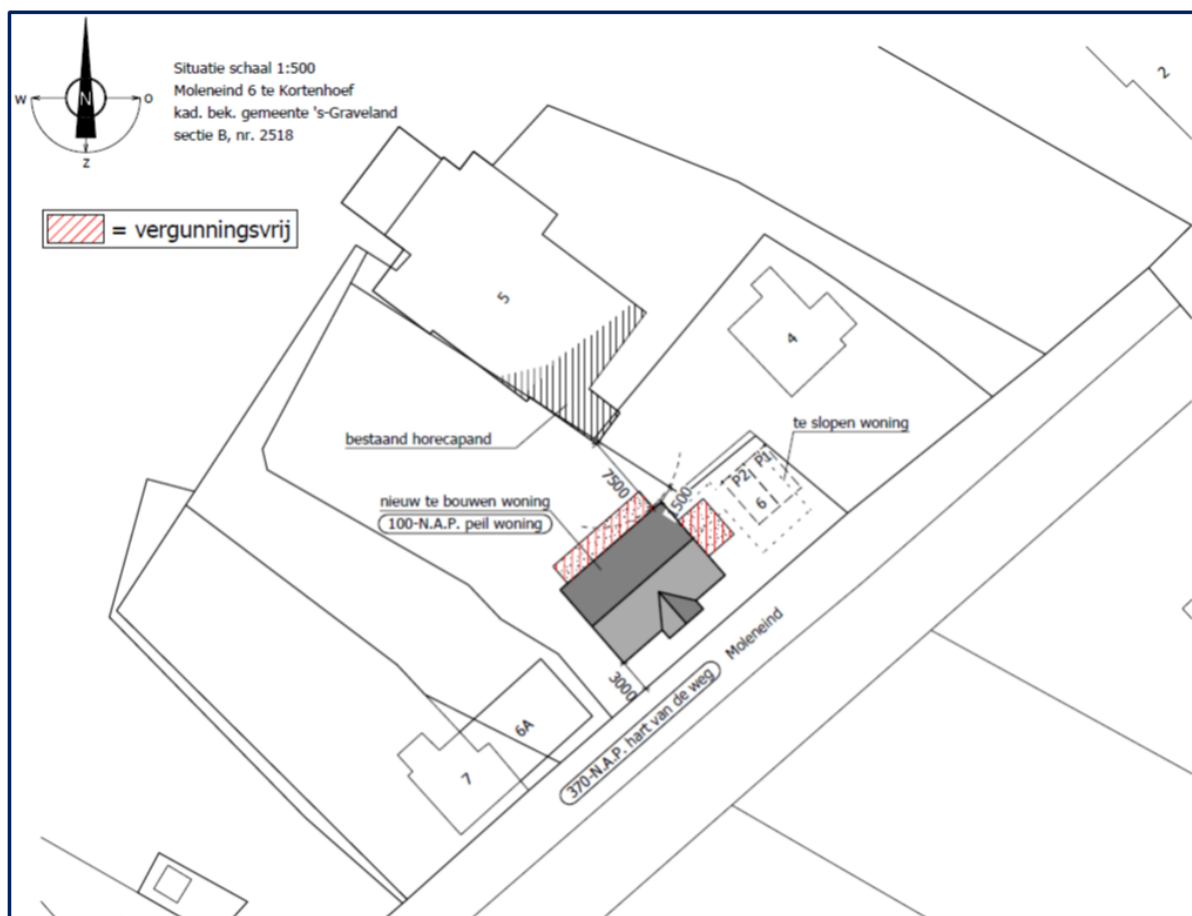 N
W
O
Z
Situatie schaal 1:500
Moleneind 6 te Kortenhoef
kad. bek. gemeente 's-Graveland
sectie B, nr. 2518
= vergunningsvrij
2
5
4
bestaand horecapand
te slopen woning
7500
500
P2
P1
6
nieuw te bouwen woning
100-N.A.P. peil woning
3000
Moleneind
370-N.A.P. hart van de weg
6A
7